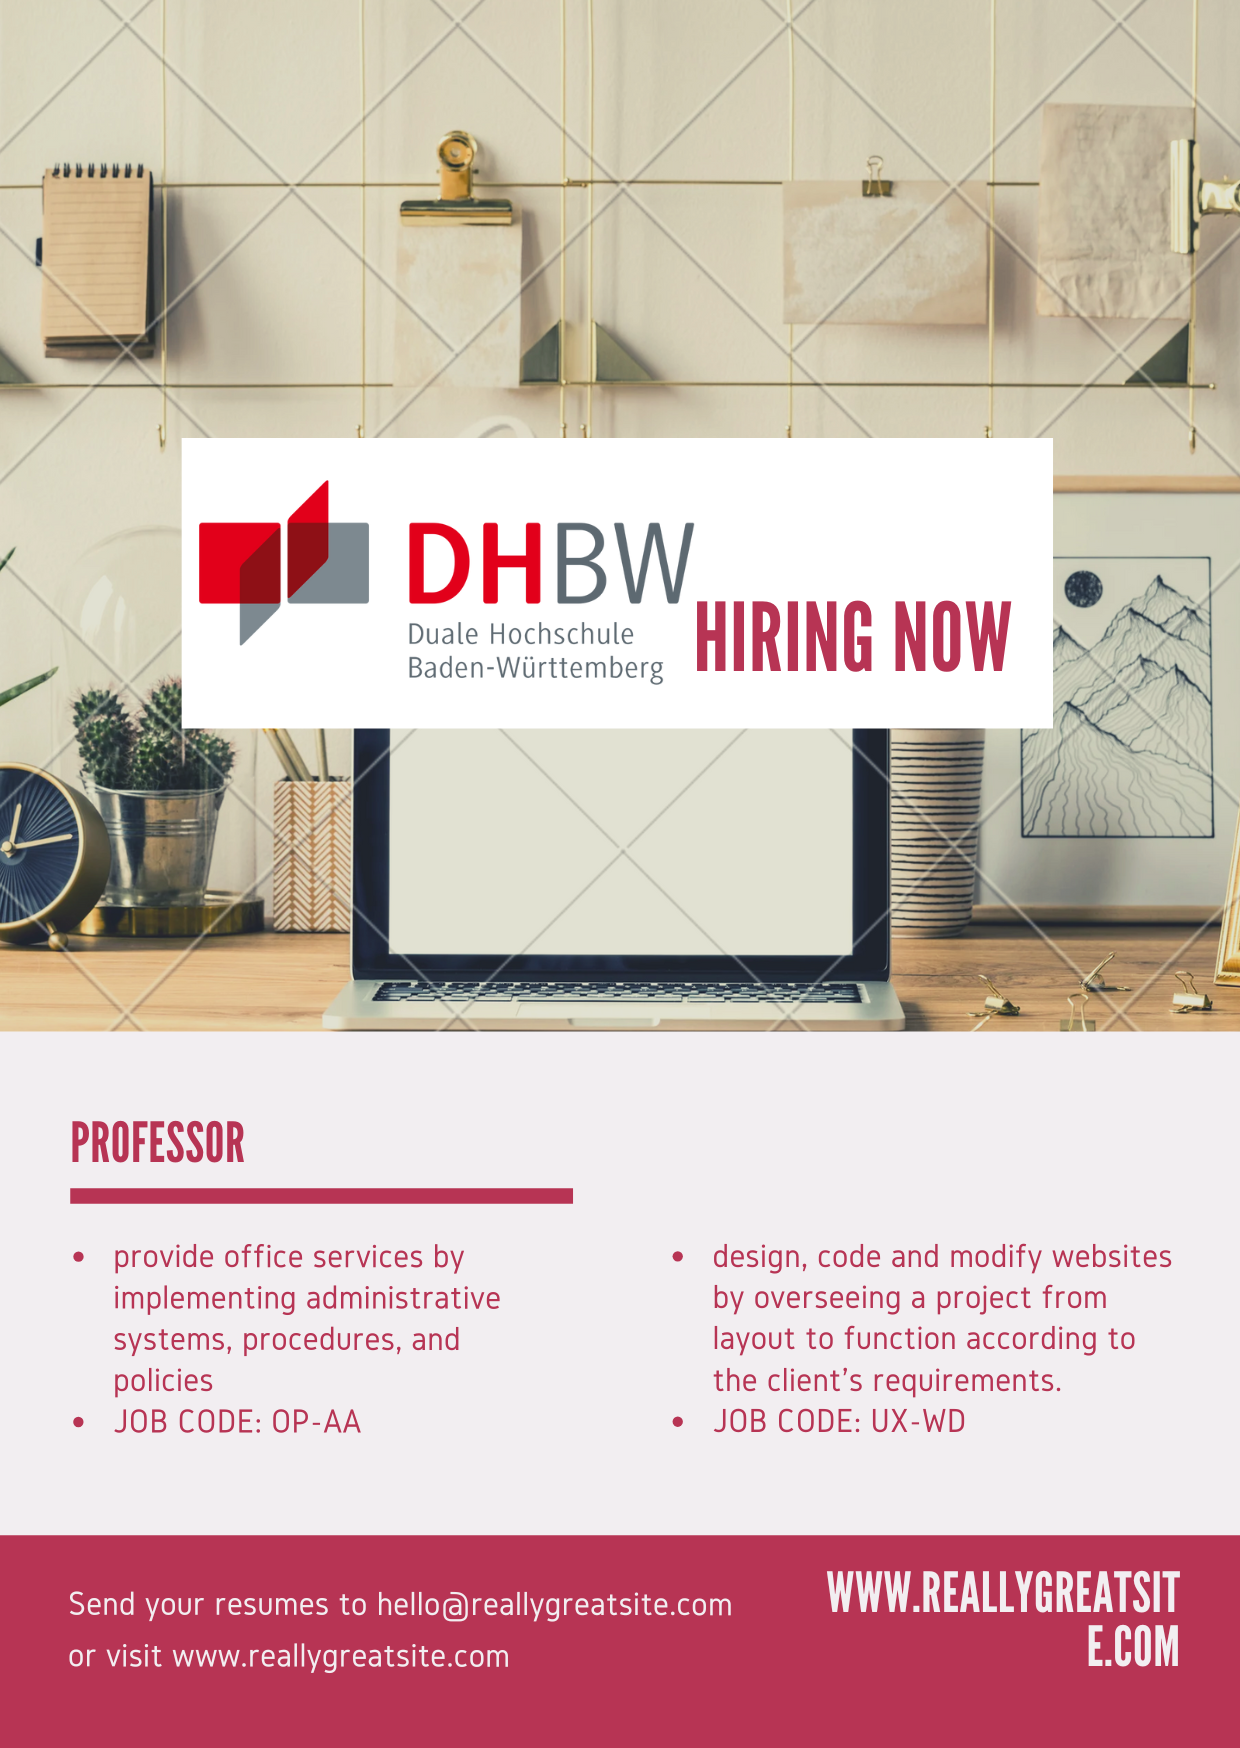 DHBW
Duale Hochschule
Baden-Württemberg
HIRING NOW
PROFESSOR
• provide office services by
implementing administrative
systems, procedures, and
policies
• JOB CODE: OP-AA
• design, code and modify websites
by overseeing a project from
layout to function according to
the client’s requirements.
• JOB CODE: UX-WD
Send your resumes to hello@reallygreatsite.com
or visit www.reallygreatsite.com
WWW.REALLYGREATSIT
E.COM